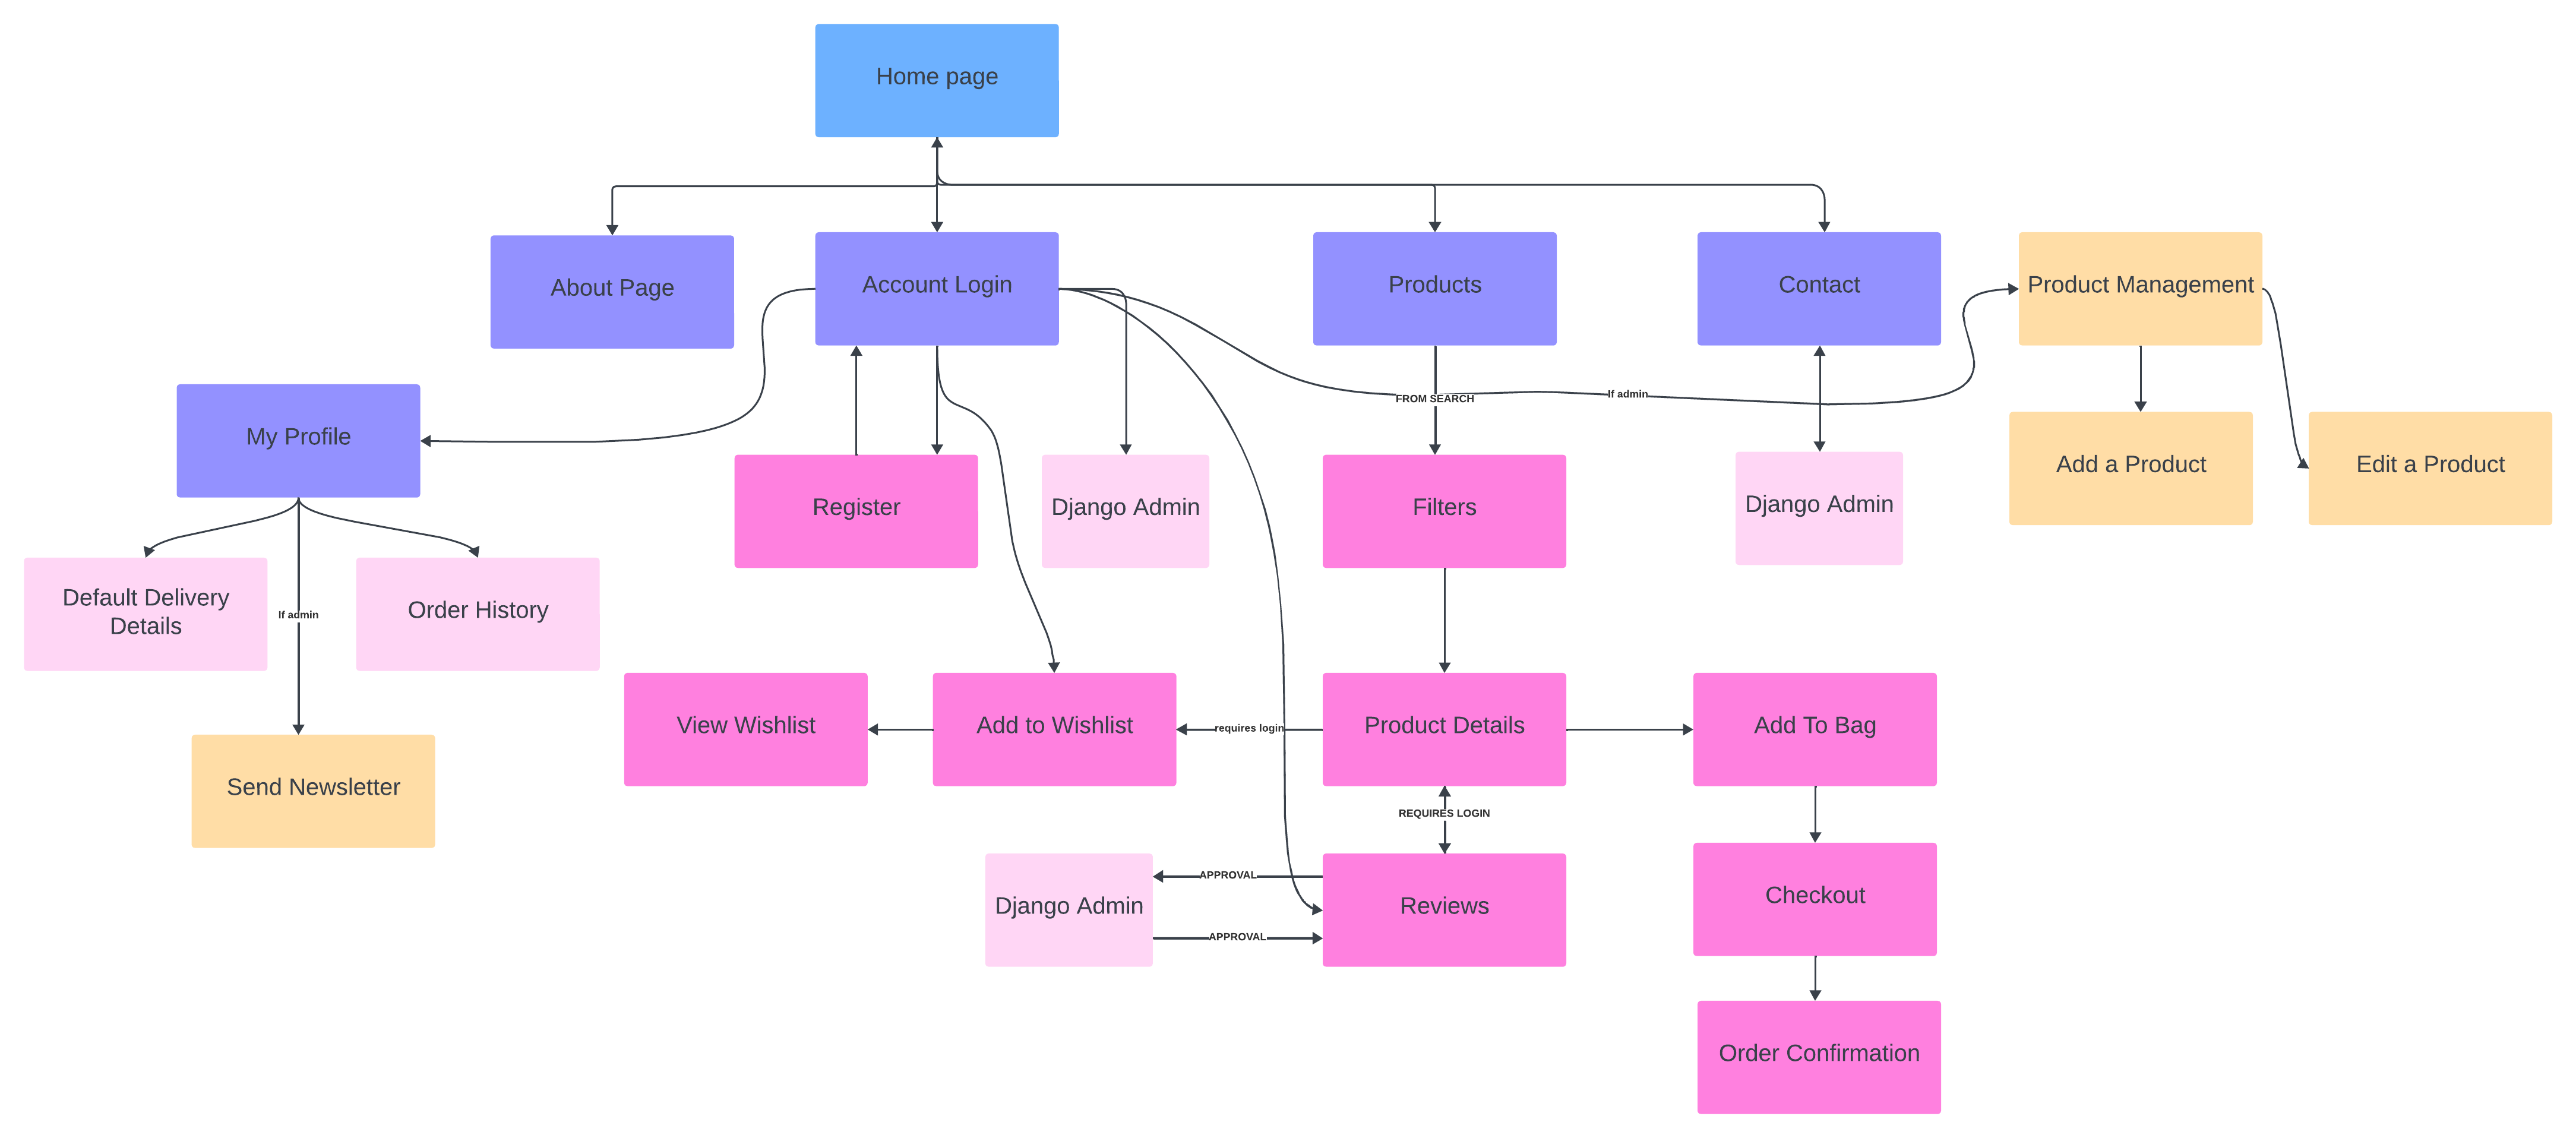 Home page
About Page
Account Login
Products
Contact
Product Management
FROM SEARCH
If admin
My Profile
Register
Django Admin
Filters
Django Admin
Add a Product
Edit a Product
Default Delivery
Details
If admin
Order History
View Wishlist
Add to Wishlist
requires login
Product Details
Add To Bag
Send Newsletter
REQUIRES LOGIN
APPROVAL
Django Admin
Reviews
APPROVAL
Checkout
Order Confirmation